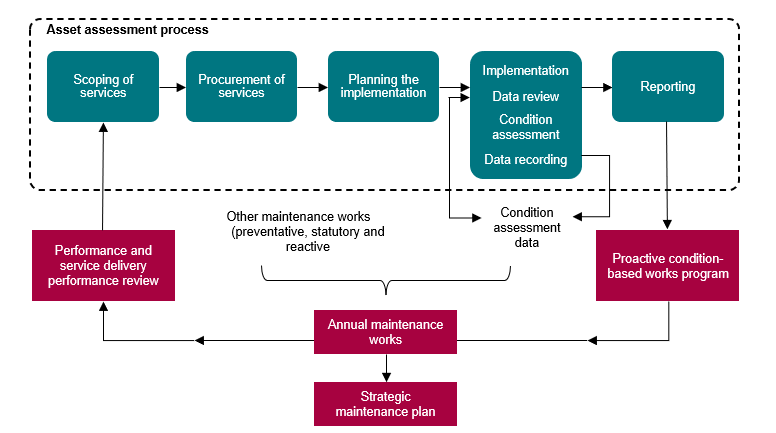 Asset assessment process
Scoping of
services
Procurement of
services
Planning the
implementation
Implementation
Data review
Condition
assessment
Data recording
Reporting
Other maintenance works
(preventative, statutory and
reactive
Condition
assessment
data
Performance and
service delivery
performance review
Proactive condition-
based works program
Annual maintenance
works
Strategic
maintenance plan